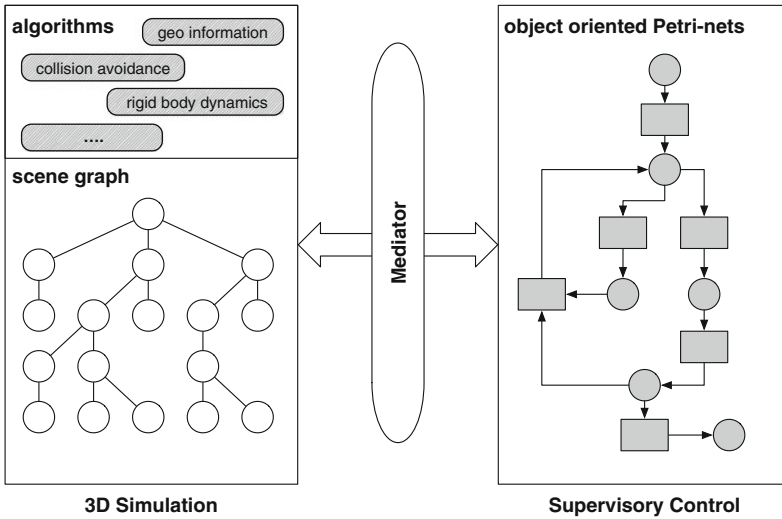 algorithms
geo information
collision avoidance
rigid body dynamics
....
scene graph
Mediator
object oriented Petri-nets
3D Simulation
Supervisory Control